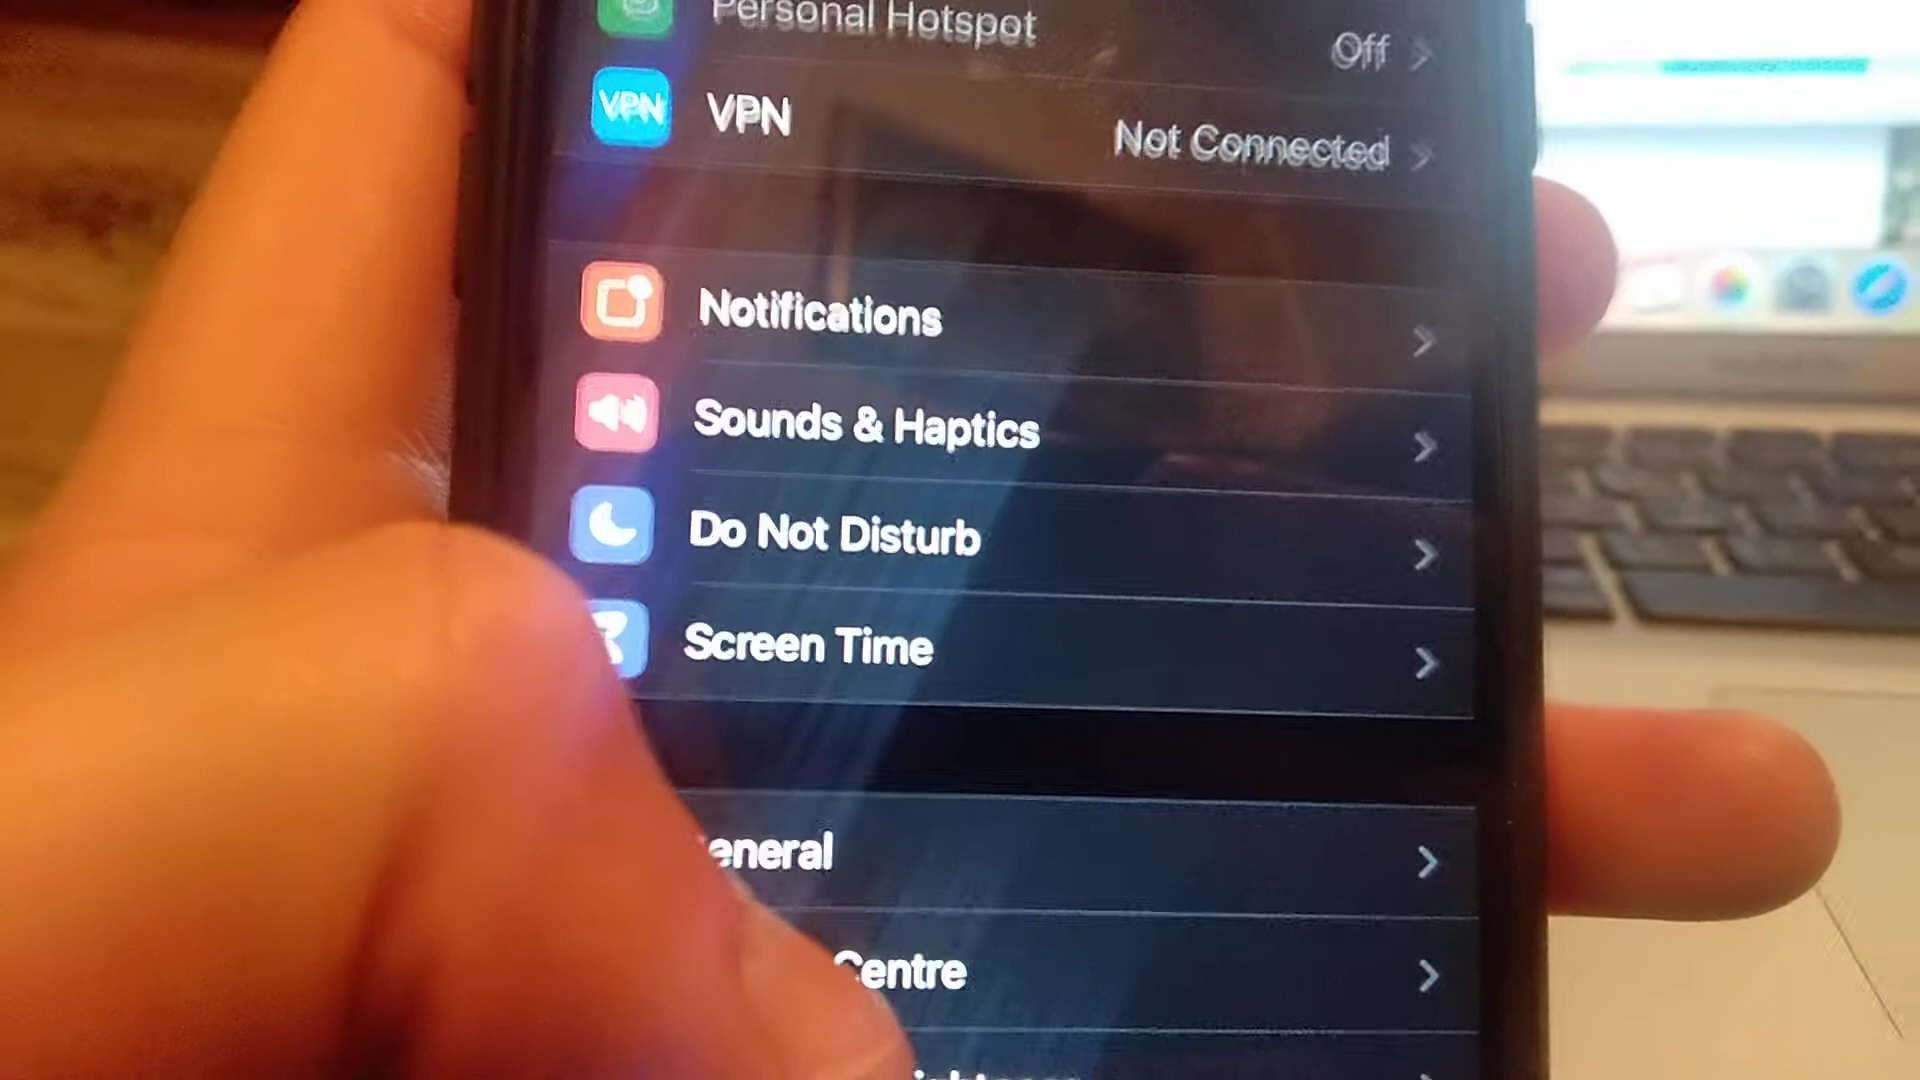 Personal Hotspot
Off
VPN VPN
Not Connected
Notifications
Sounds & Haptics
Do Not Disturb
Screen Time
eneral
Centre